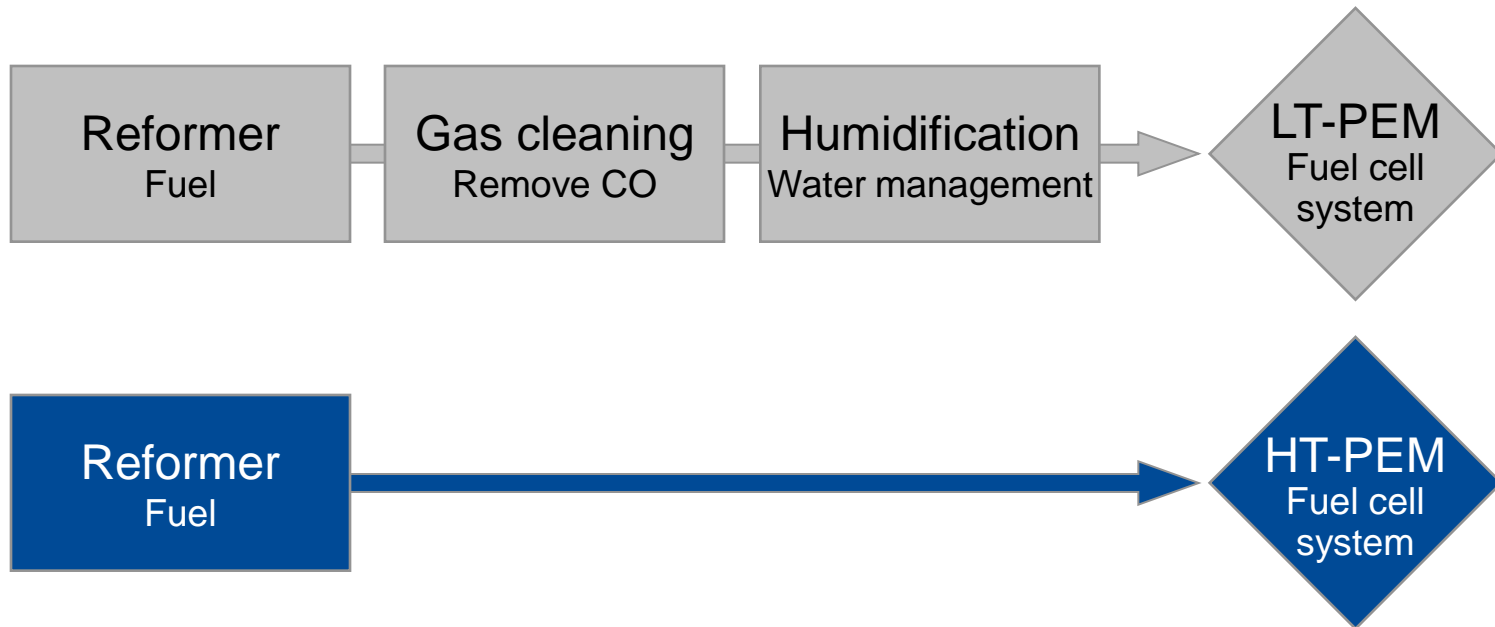 Reformer
Fuel
Gas cleaning
Remove CO
Humidification
Water management
LT-PEM
Fuel cell
system
Reformer
Fuel
HT-PEM
Fuel cell
system